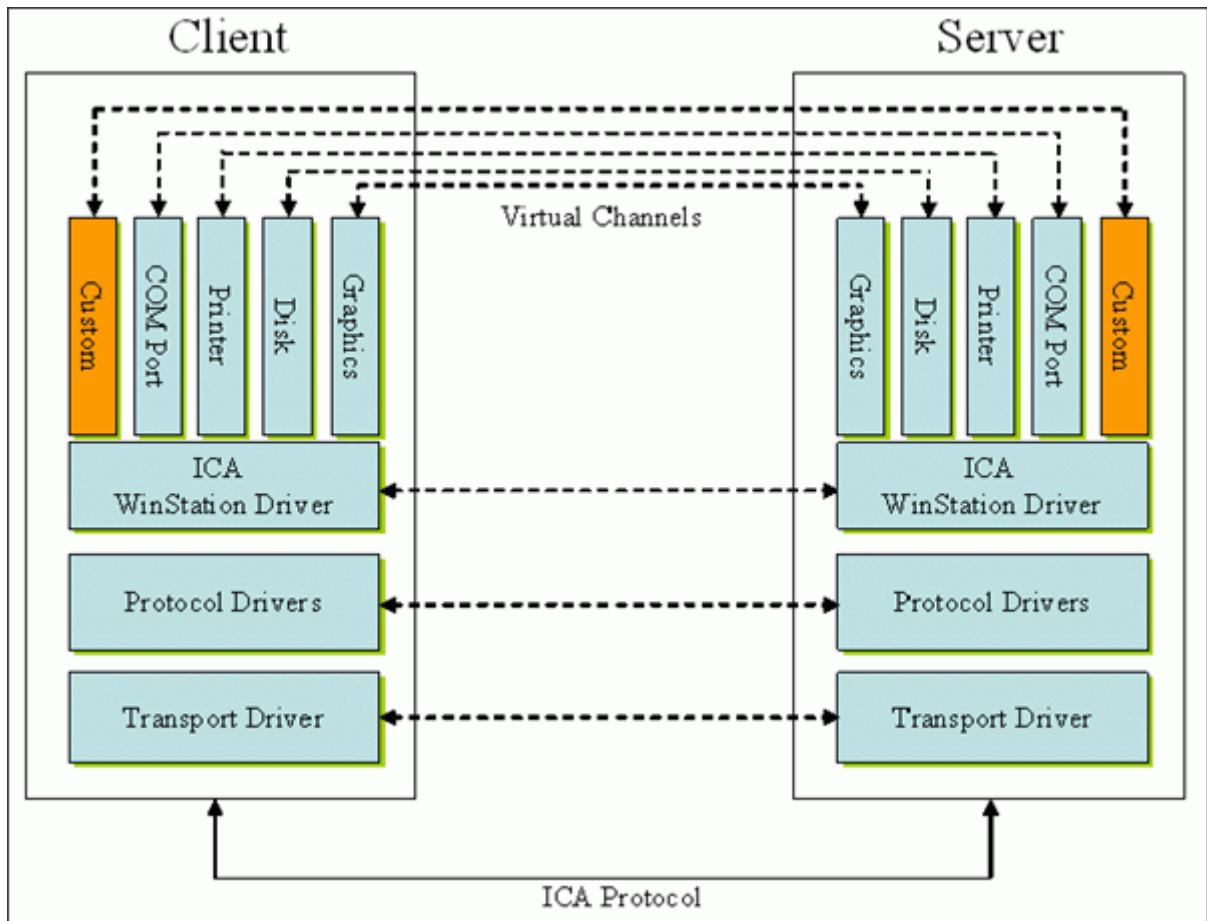 Client
Server
Virtual Channels
Custom
COM Port
Printer
Disk
Graphics
Graphics
Disk
Printer
COM Port
Custom
ICA
WinStation Driver
ICA
WinStation Driver
Protocol Drivers
Protocol Drivers
Transport Driver
Transport Driver
ICA Protocol